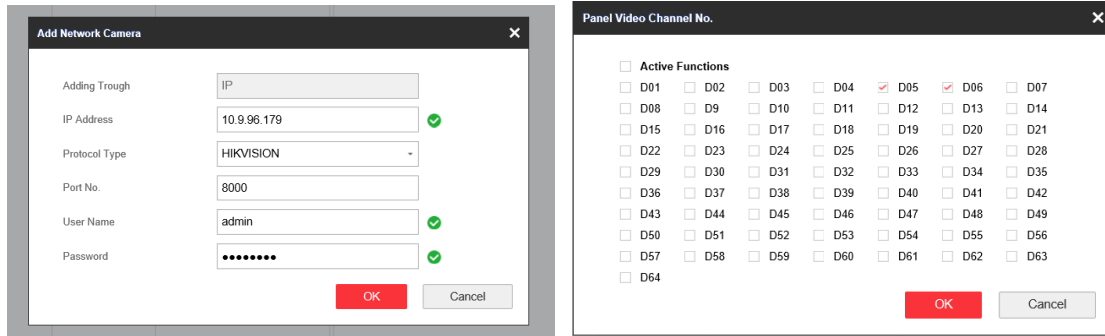 Add Network Camera
Adding Trough IP
IP Address 10.9.96.179
Protocol Type HIKVISION
Port No. 8000
User Name admin
Password ••••••••
OK Cancel
Panel Video Channel No.
Active Functions
D01 D02 D03 D04 D05 D06 D07
D08 D9 D10 D11 D12 D13 D14
D15 D16 D17 D18 D19 D20 D21
D22 D23 D24 D25 D26 D27 D28
D29 D30 D31 D32 D33 D34 D35
D36 D37 D38 D39 D40 D41 D42
D43 D44 D45 D46 D47 D48 D49
D50 D51 D52 D53 D54 D55 D56
D57 D58 D59 D60 D61 D62 D63
D64
OK Cancel